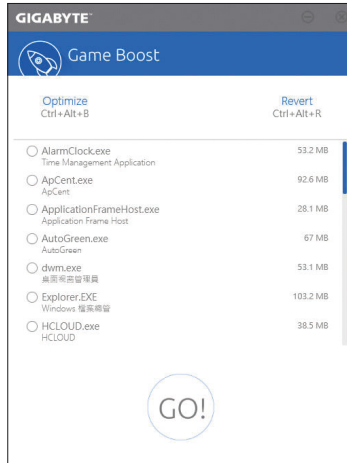 GIGABYTE™
Game Boost
Optimize Revert
Ctrl+Alt+B Ctrl+Alt+R
AlarmClock.exe 53.2 MB
Time Management Application
ApCent.exe 92.6 MB
ApCent
ApplicationFrameHost.exe 28.1 MB
Application Frame Host
AutoGreen.exe 67 MB
AutoGreen
dwm.exe 53.1 MB
桌面視窗管理員
Explorer.EXE 103.2 MB
Windows 檔案總管
HCLOUD.exe 38.5 MB
HCLOUD
GO!